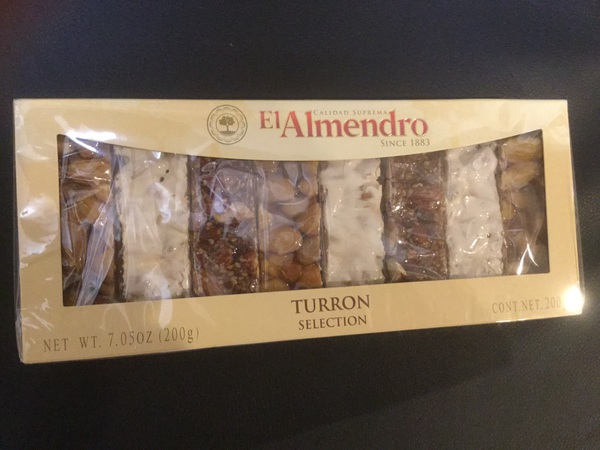 CALIDAD SUPREMA
El Almendro
SINCE 1883
TURRON
SELECTION
NET WT. 7.05OZ (200g)
CONT.NET. 200